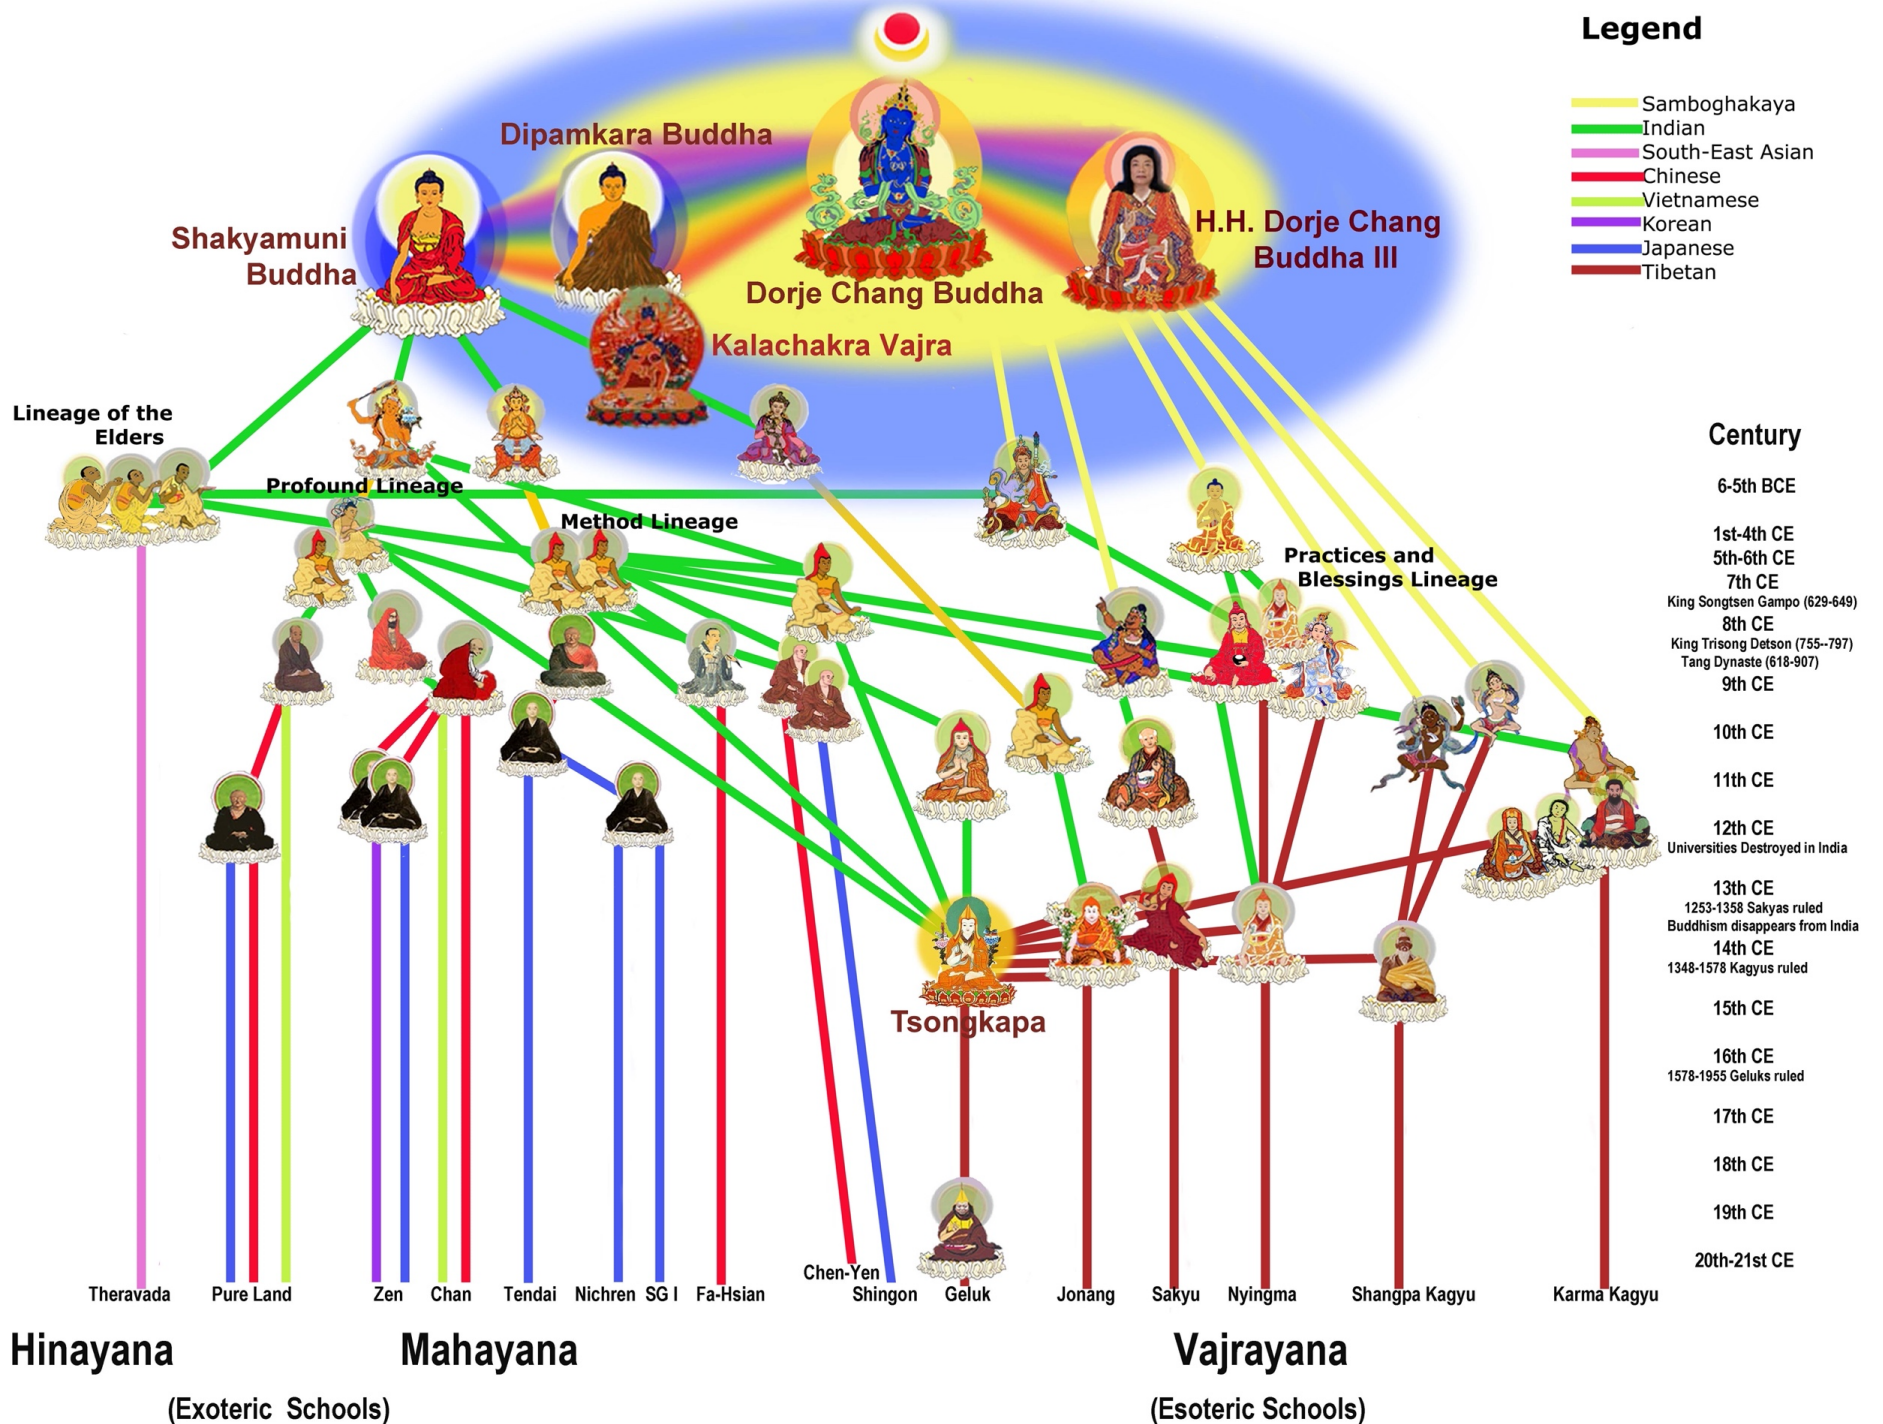 Legend
Samboghakaya
Indian
South-East Asian
Chinese
Vietnamese
Korean
Japanese
Tibetan
Dipamkara Buddha
Shakyamuni
Buddha
H.H. Dorje Chang
Buddha III
Dorje Chang Buddha
Kalachakra Vajra
Lineage of the
Elders
Profound Lineage
Method Lineage
Practices and
Blessings Lineage
Tsongkapa
Century
6-5th BCE
1st-4th CE
5th-6th CE
7th CE
King Songtsen Gampo (629-649)
8th CE
King Trisong Detson (755--797)
Tang Dynaste (618-907)
9th CE
10th CE
11th CE
12th CE
Universities Destroyed in India
13th CE
1253-1358 Sakyas ruled
Buddhism disappears from India
14th CE
1348-1578 Kagyus ruled
15th CE
16th CE
1578-1955 Geluks ruled
17th CE
18th CE
19th CE
20th-21st CE
Theravada
Pure Land
Zen
Chan
Tendai
Nichren
SG I
Fa-Hsian
Chen-Yen
Shingon
Geluk
Jonang
Sakyu
Nyingma
Shangpa Kagyu
Karma Kagyu
Hinayana
Mahayana
Vajrayana
(Exoteric Schools)
(Esoteric Schools)